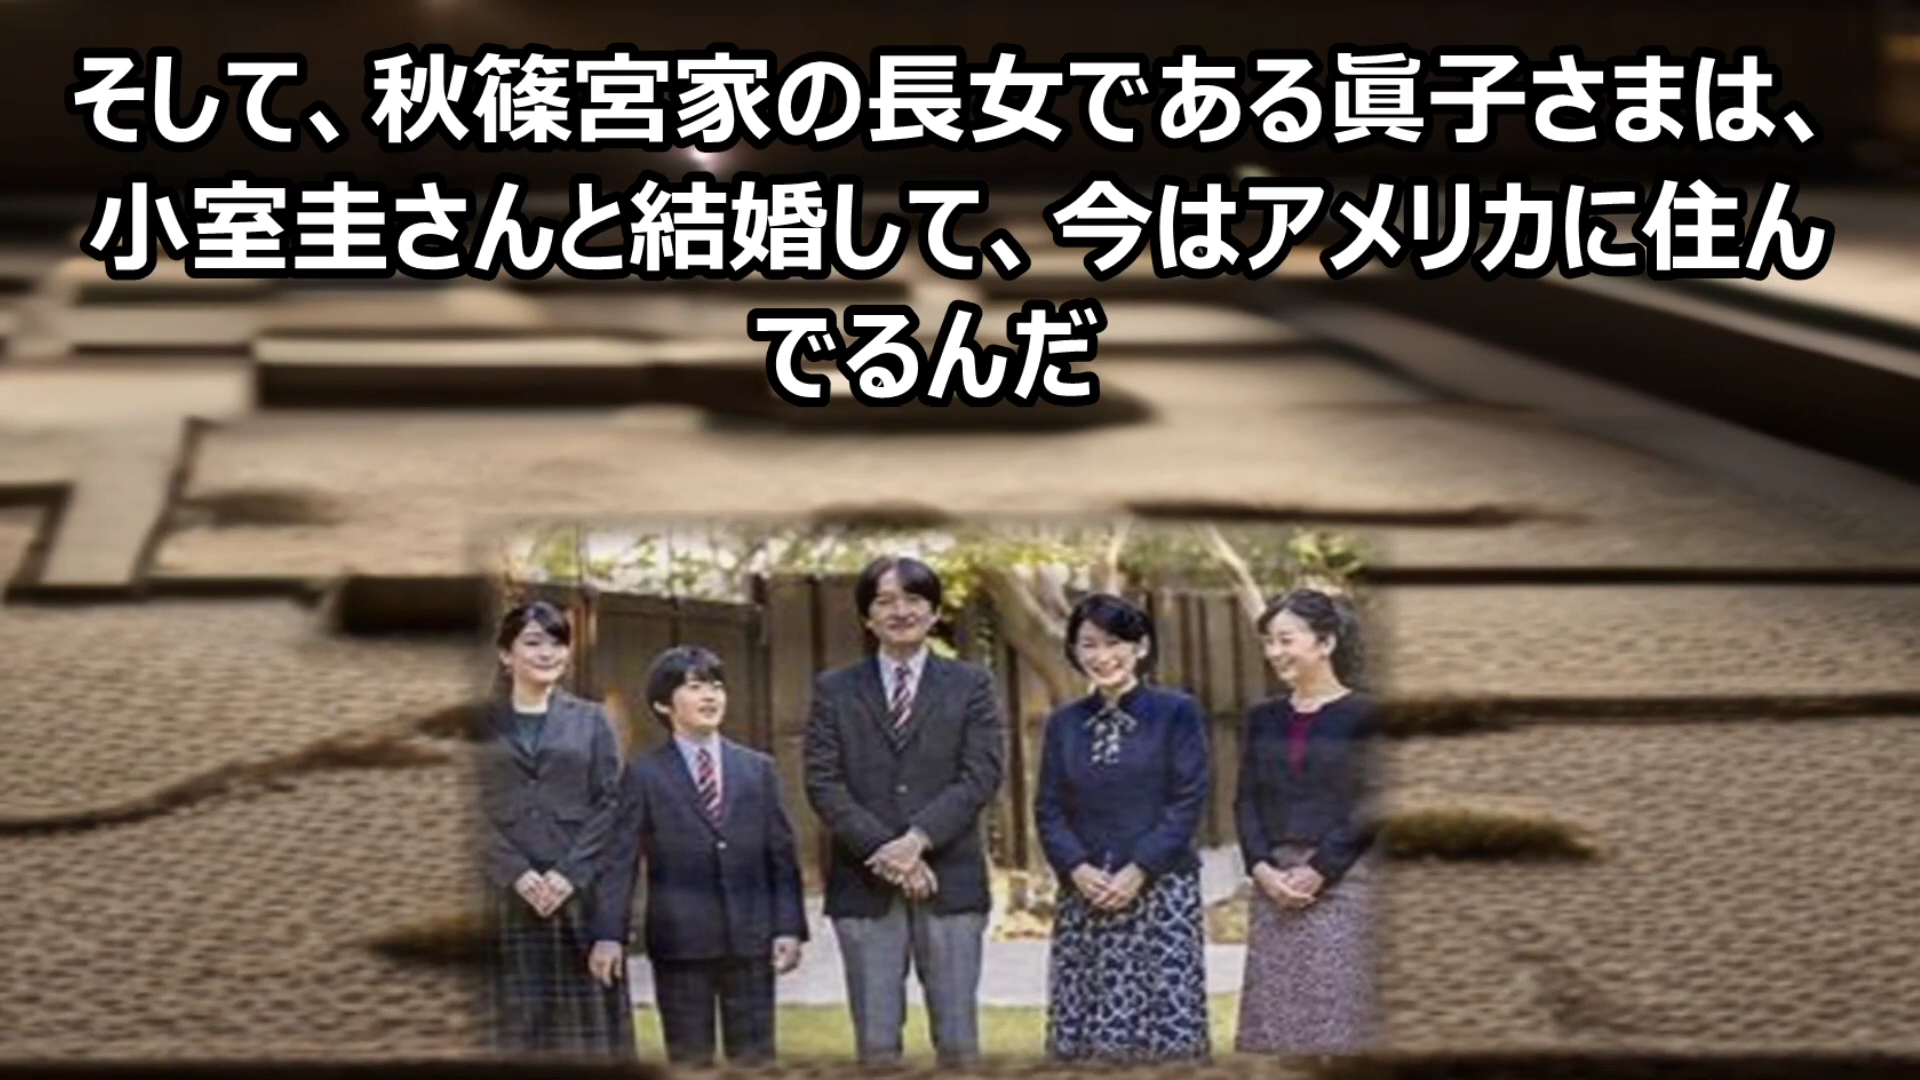 そして、秋篠宮家の長女である眞子さまは、
小室圭さんと結婚して、今はアメリカに住ん
でるんだ